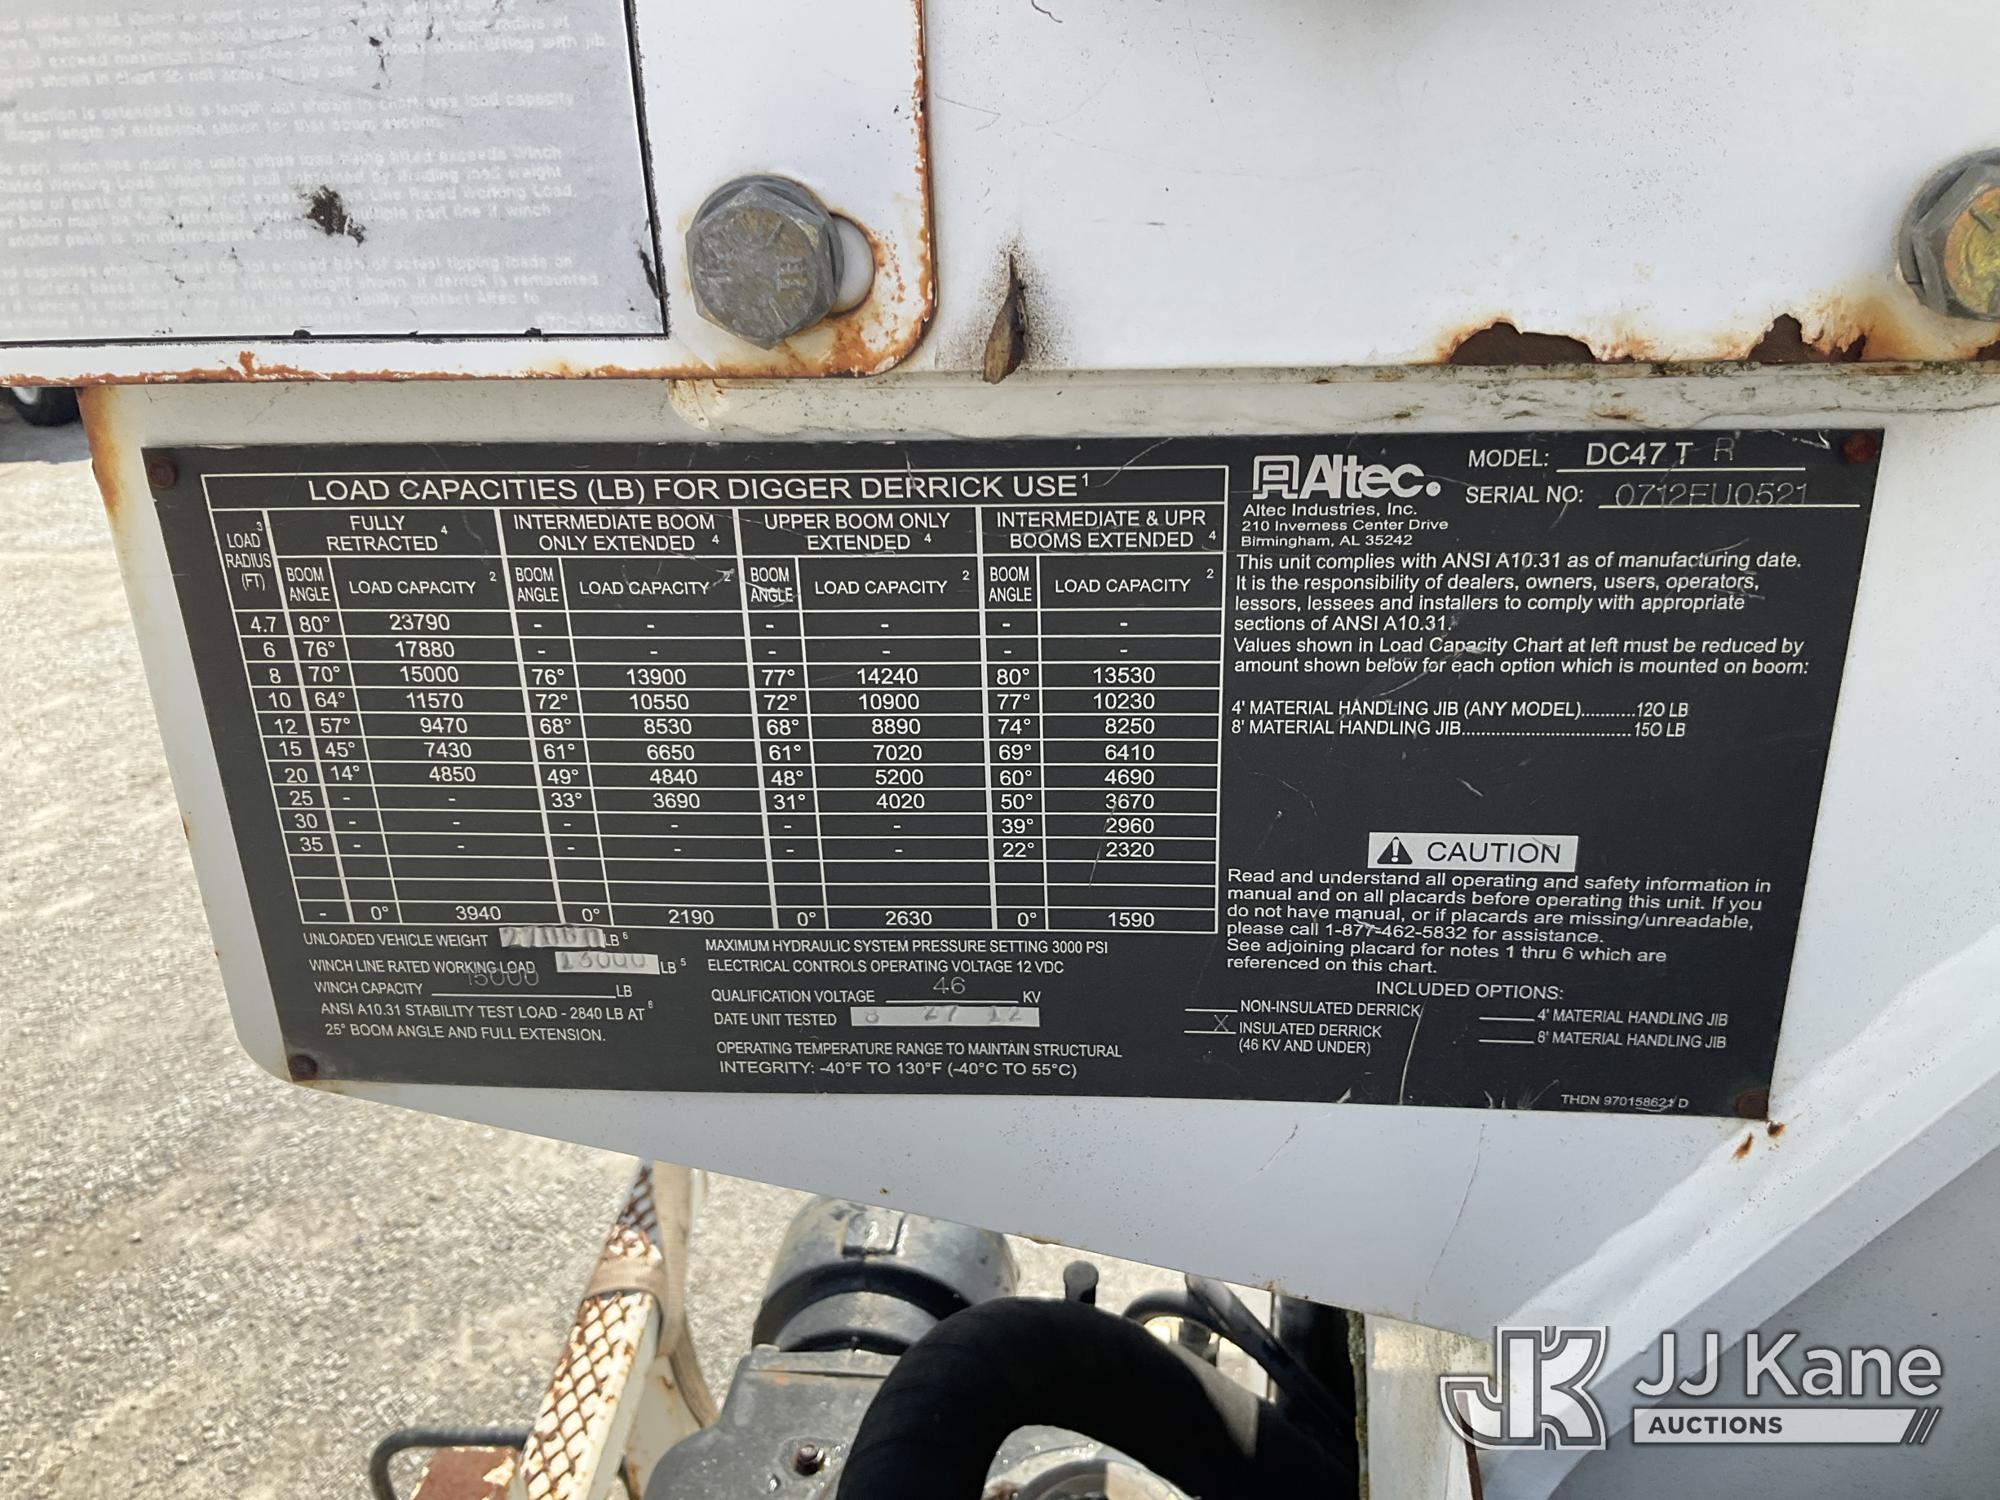 LOAD CAPACITIES (LB) FOR DIGGER DERRICK USE 1
LOAD RADIUS (FT) 3 | FULLY RETRACTED 4 | INTERMEDIATE BOOM ONLY EXTENDED 4 | UPPER BOOM ONLY EXTENDED 4 | INTERMEDIATE & UPR BOOMS EXTENDED 4
BOOM ANGLE | LOAD CAPACITY 2 | BOOM ANGLE | LOAD CAPACITY 2 | BOOM ANGLE | LOAD CAPACITY 2 | BOOM ANGLE | LOAD CAPACITY 2
4.7 80° 23790 - - - - - -
6 76° 17880 - - - - - -
8 70° 15000 76° 13900 77° 14240 80° 13530
10 64° 11570 72° 10550 72° 10900 77° 10230
12 57° 9470 68° 8530 68° 8890 74° 8250
15 45° 7430 61° 6650 61° 7020 69° 6410
20 14° 4850 49° 4840 48° 5200 60° 4690
25 - - 33° 3690 31° 4020 50° 3670
30 - - - - - - 39° 2960
35 - - - - - - 22° 2320
- 0° 3940 0° 2190 0° 2630 0° 1590
UNLOADED VEHICLE WEIGHT LB 6
WINCH LINE RATED WORKING LOAD LB 5
WINCH CAPACITY 15000 LB
ANSI A10.31 STABILITY TEST LOAD - 2840 LB AT 6
25° BOOM ANGLE AND FULL EXTENSION.
MAXIMUM HYDRAULIC SYSTEM PRESSURE SETTING 3000 PSI
ELECTRICAL CONTROLS OPERATING VOLTAGE 12 VDC
QUALIFICATION VOLTAGE 46 KV
DATE UNIT TESTED 8 27 12
OPERATING TEMPERATURE RANGE TO MAINTAIN STRUCTURAL
INTEGRITY: -40°F TO 130°F (-40°C TO 55°C)
Altec.
Altec Industries, Inc.
210 Inverness Center Drive
Birmingham, AL 35242
MODEL: DC47 T R
SERIAL NO: 0712EU0521
This unit complies with ANSI A10.31 as of manufacturing date.
It is the responsibility of dealers, owners, users, operators,
lessors, lessees and installers to comply with appropriate
sections of ANSI A10.31.
Values shown in Load Capacity Chart at left must be reduced by
amount shown below for each option which is mounted on boom:
4' MATERIAL HANDLING JIB (ANY MODEL)...........120 LB
8' MATERIAL HANDLING JIB..................................150 LB
CAUTION
Read and understand all operating and safety information in
manual and on all placards before operating this unit. If you
do not have manual, or if placards are missing/unreadable,
please call 1-877-462-5832 for assistance.
See adjoining placard for notes 1 thru 6 which are
referenced on this chart.
INCLUDED OPTIONS:
NON-INSULATED DERRICK
X INSULATED DERRICK
(46 KV AND UNDER)
4' MATERIAL HANDLING JIB
8' MATERIAL HANDLING JIB
THDN 970158621 D
JK JJ Kane
AUCTIONS